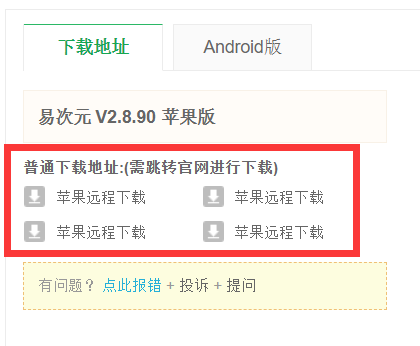 下载地址 Android版
易次元 V2.8.90 苹果版
普通下载地址:(需跳转官网进行下载)
苹果远程下载 苹果远程下载
苹果远程下载 苹果远程下载
有问题？ 点此报错 + 投诉 + 提问